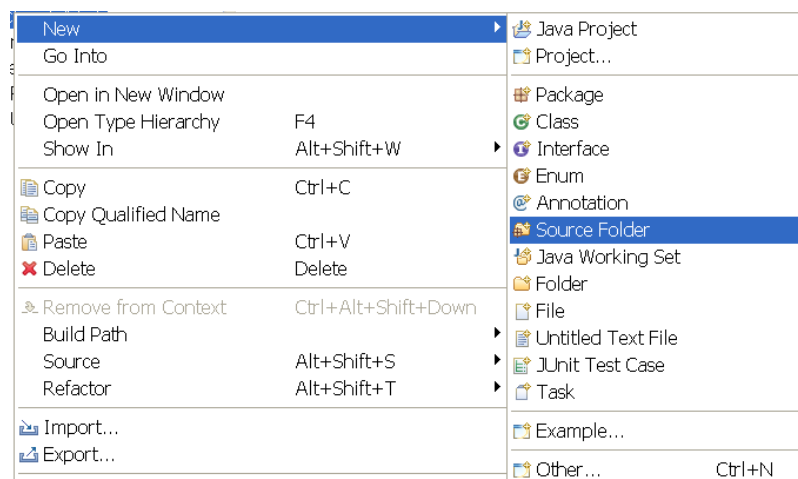 New
Go Into
Open in New Window
Open Type Hierarchy F4
Show In Alt+Shift+W
Copy Ctrl+C
Copy Qualified Name
Paste Ctrl+V
Delete Delete
Remove from Context Ctrl+Alt+Shift+Down
Build Path
Source Alt+Shift+S
Refactor Alt+Shift+T
Import...
Export...
Java Project
Project...
Package
Class
Interface
Enum
Annotation
Source Folder
Java Working Set
Folder
File
Untitled Text File
JUnit Test Case
Task
Example...
Other... Ctrl+N